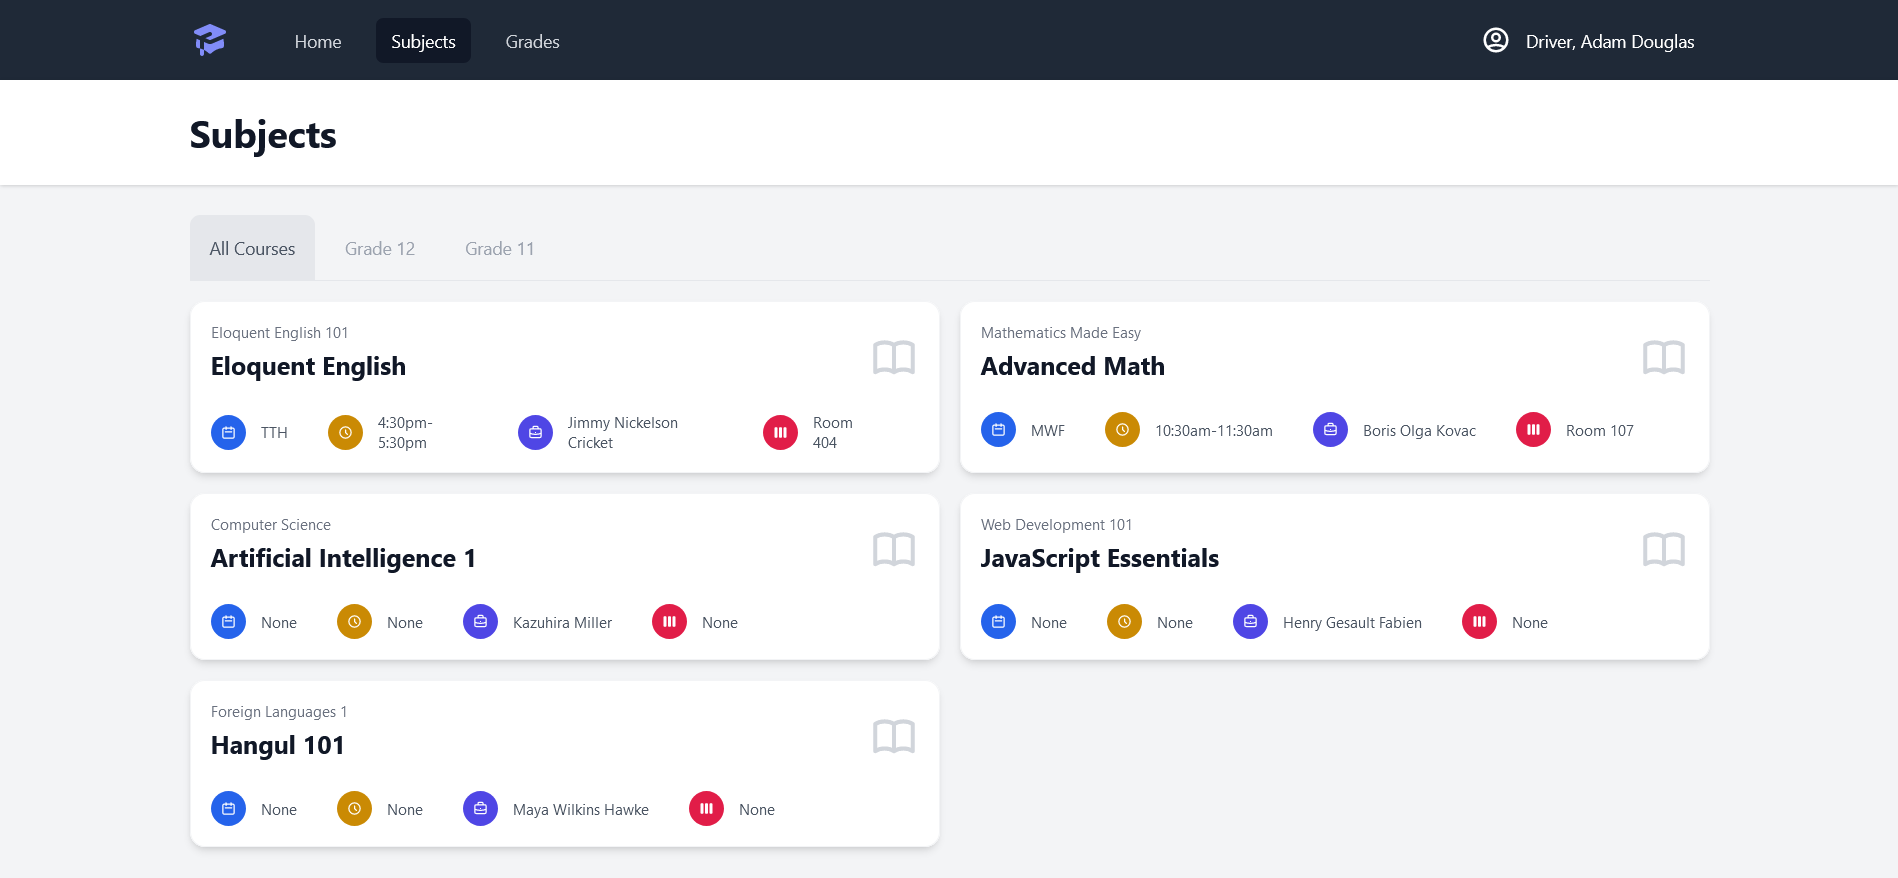 Home
Subjects
Grades
Driver, Adam Douglas
Subjects
All Courses
Grade 12
Grade 11
Eloquent English 101
Eloquent English
TTH
4:30pm-
5:30pm
Jimmy Nickelson
Cricket
Room
404
Mathematics Made Easy
Advanced Math
MWF
10:30am-11:30am
Boris Olga Kovac
Room 107
Computer Science
Artificial Intelligence 1
None
None
Kazuhira Miller
None
Web Development 101
JavaScript Essentials
None
None
Henry Gesault Fabien
None
Foreign Languages 1
Hangul 101
None
None
Maya Wilkins Hawke
None